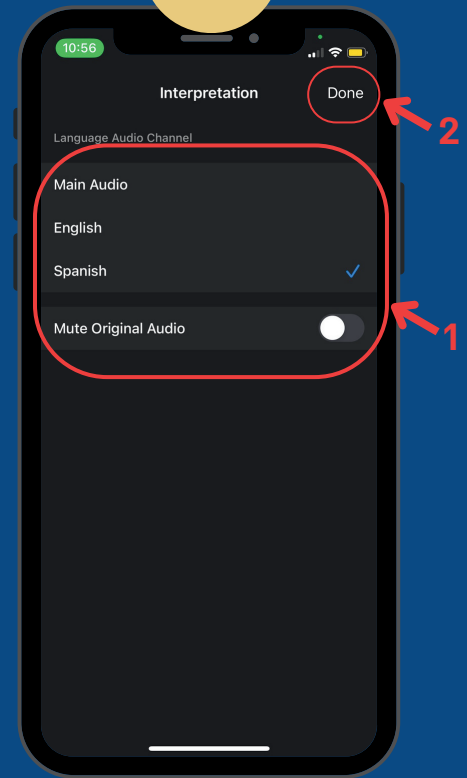 10:56
Interpretation
Done
2
Language Audio Channel
Main Audio
English
Spanish
Mute Original Audio
1